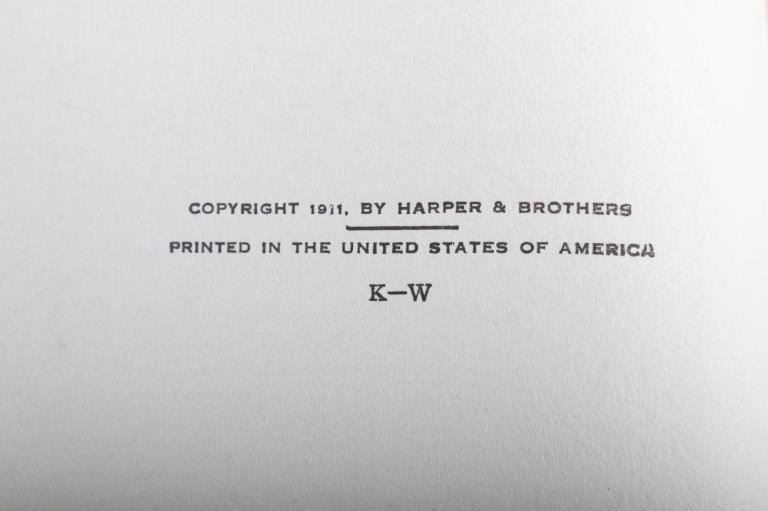 COPYRIGHT 1911, BY HARPER & BROTHERS
PRINTED IN THE UNITED STATES OF AMERICA
K–W